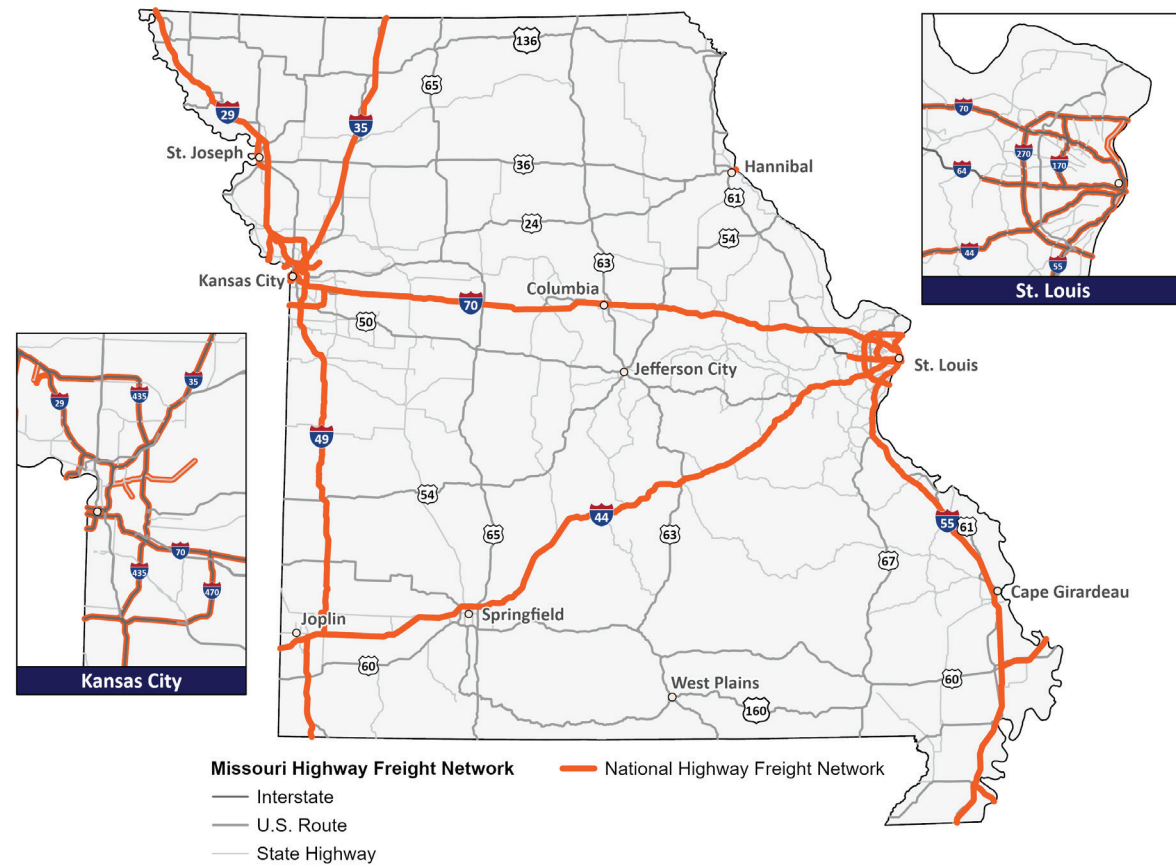 136
65
29
35
St. Joseph
36
Hannibal
61
24
54
63
Kansas City
Columbia
70
50
Jefferson City
St. Louis
49
54
44
65
63
55
61
67
Cape Girardeau
Joplin
Springfield
60
60
West Plains
160
70
270
170
64
44
55
St. Louis
35
435
29
70
435
470
Kansas City
Missouri Highway Freight Network
National Highway Freight Network
Interstate
U.S. Route
State Highway